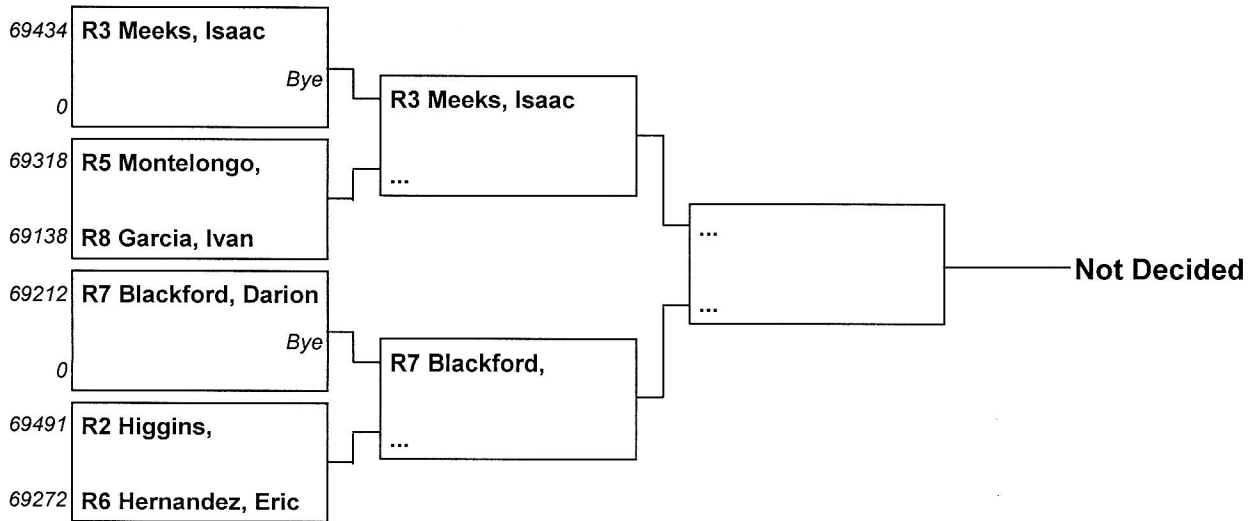 69434 R3 Meeks, Isaac
Bye
0
R3 Meeks, Isaac
69318 R5 Montelongo,
...
69138 R8 Garcia, Ivan
...
69212 R7 Blackford, Darion
Not Decided
...
Bye
0
R7 Blackford,
69491 R2 Higgins,
...
69272 R6 Hernandez, Eric